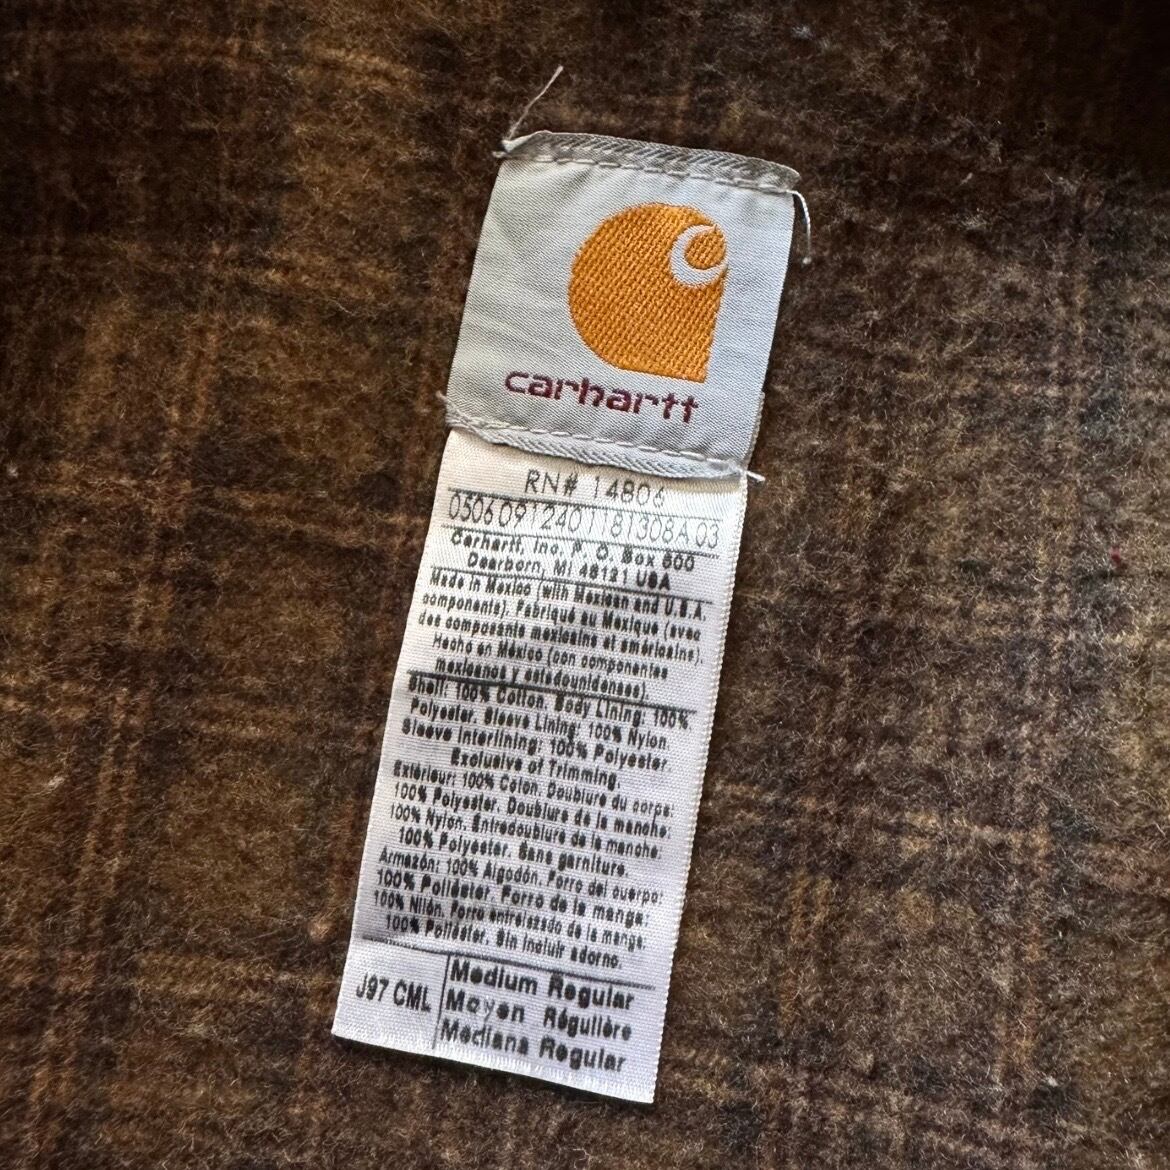 carhartt
RN# 14806
0506 0912401181308A 03
Carhartt, Inc, P. O. Box 600
Dearborn, MI 48121 USA
Made in Mexico (with Mexican and U.S.A.
components). Fabriqué au Mexique (avec
des composants mexicains et américains).
Hecho en México (con componentes
mexicanos y estadounidenses).
Shell: 100% Cotton. Body Lining: 100%
Polyester. Sleeve Lining: 100% Nylon.
Sleeve Interlining: 100% Polyester.
Exclusive of Trimming.
Extérieur: 100% Coton. Doublure du corps:
100% Polyester. Doublure de la manche:
100% Nylon. Entredoublure de la manche.
100% Polyester. Sans garniture.
Armazón: 100% Algodón. Forro del cuerpo:
100% Poliéster. Forro de la manga:
100% Nilón. Forro entrelazado de la manga:
100% Poliéster. Sin incluir adorno.
J97 CML
Medium Regular
Moyen Régulière
Mediana Regular